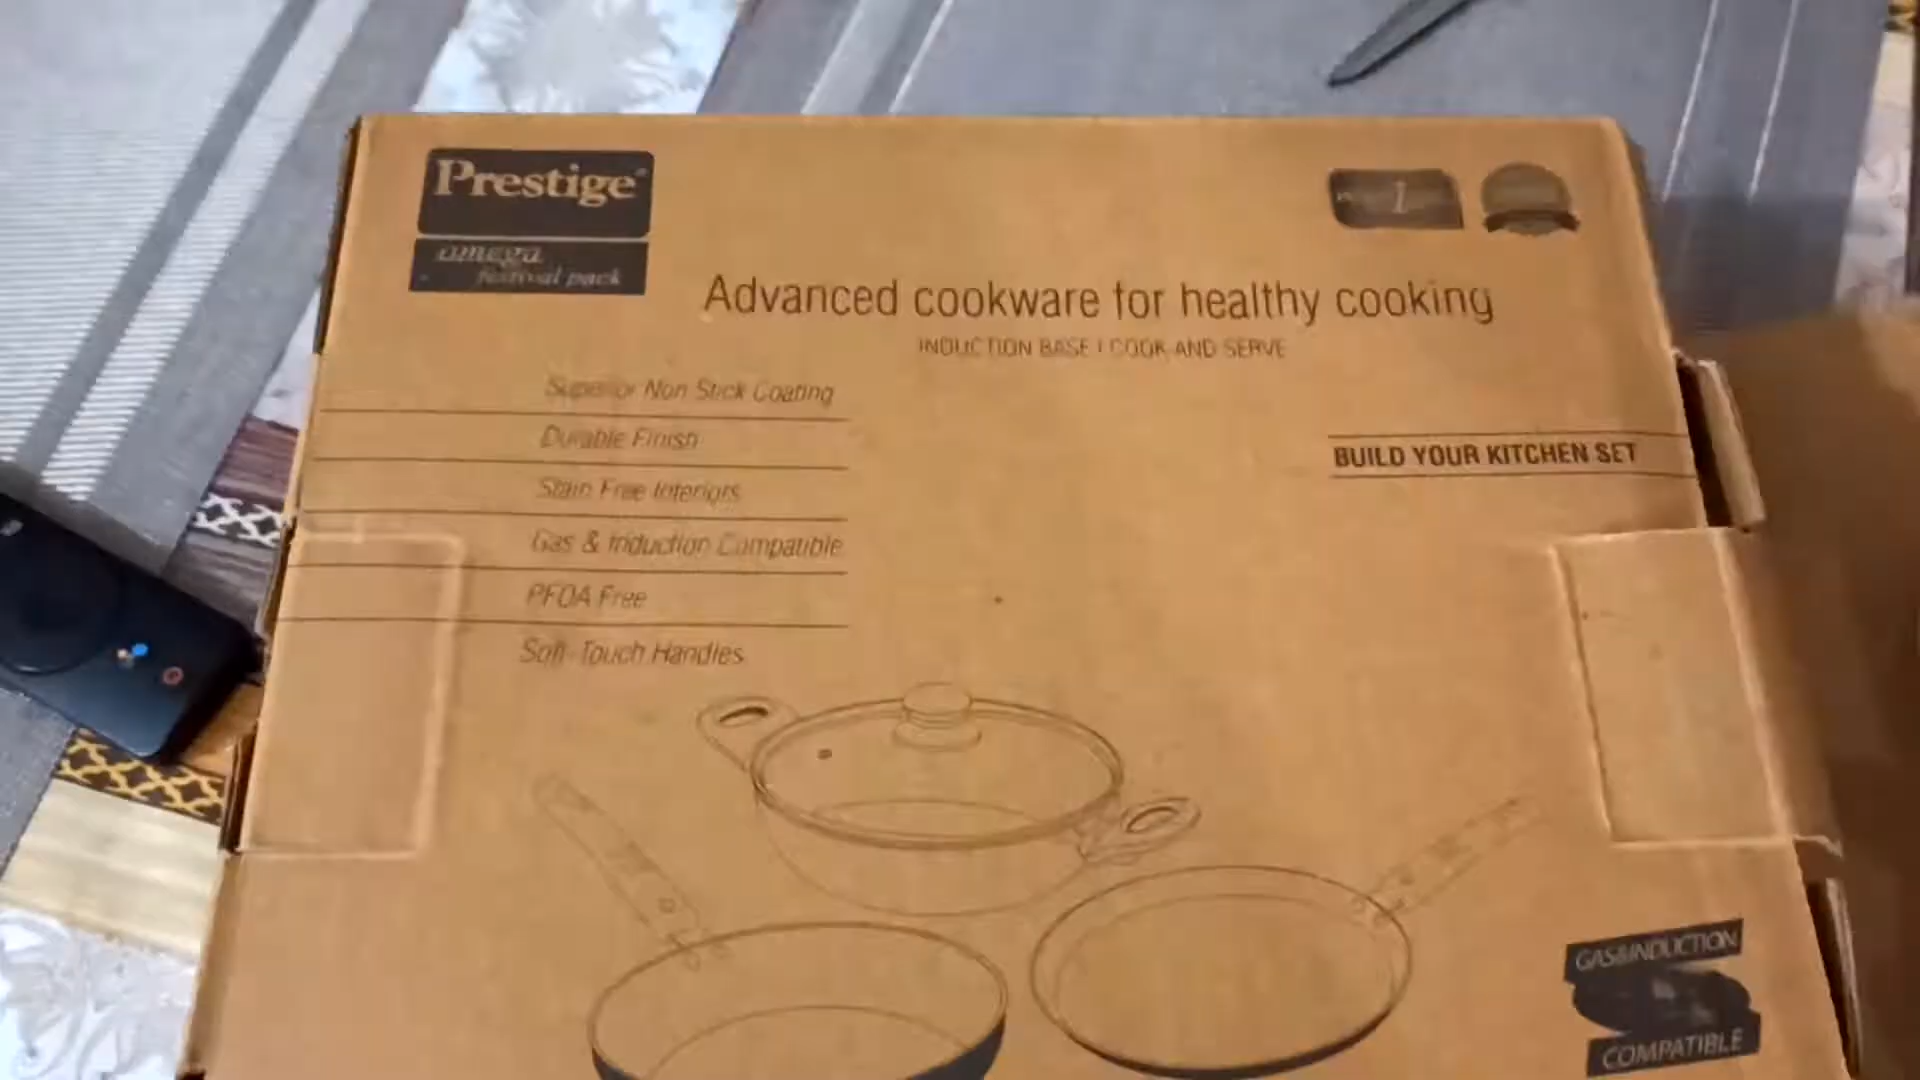 Prestige
omega
festival pack
1
Advanced cookware for healthy cooking
INDUCTION BASE | COOK AND SERVE
Superior Non Stick Coating
Durable Finish
Stain Free Interiors
Gas & Induction Compatible
PFOA Free
Soft-Touch Handles
BUILD YOUR KITCHEN SET
GAS&INDUCTION
COMPATIBLE